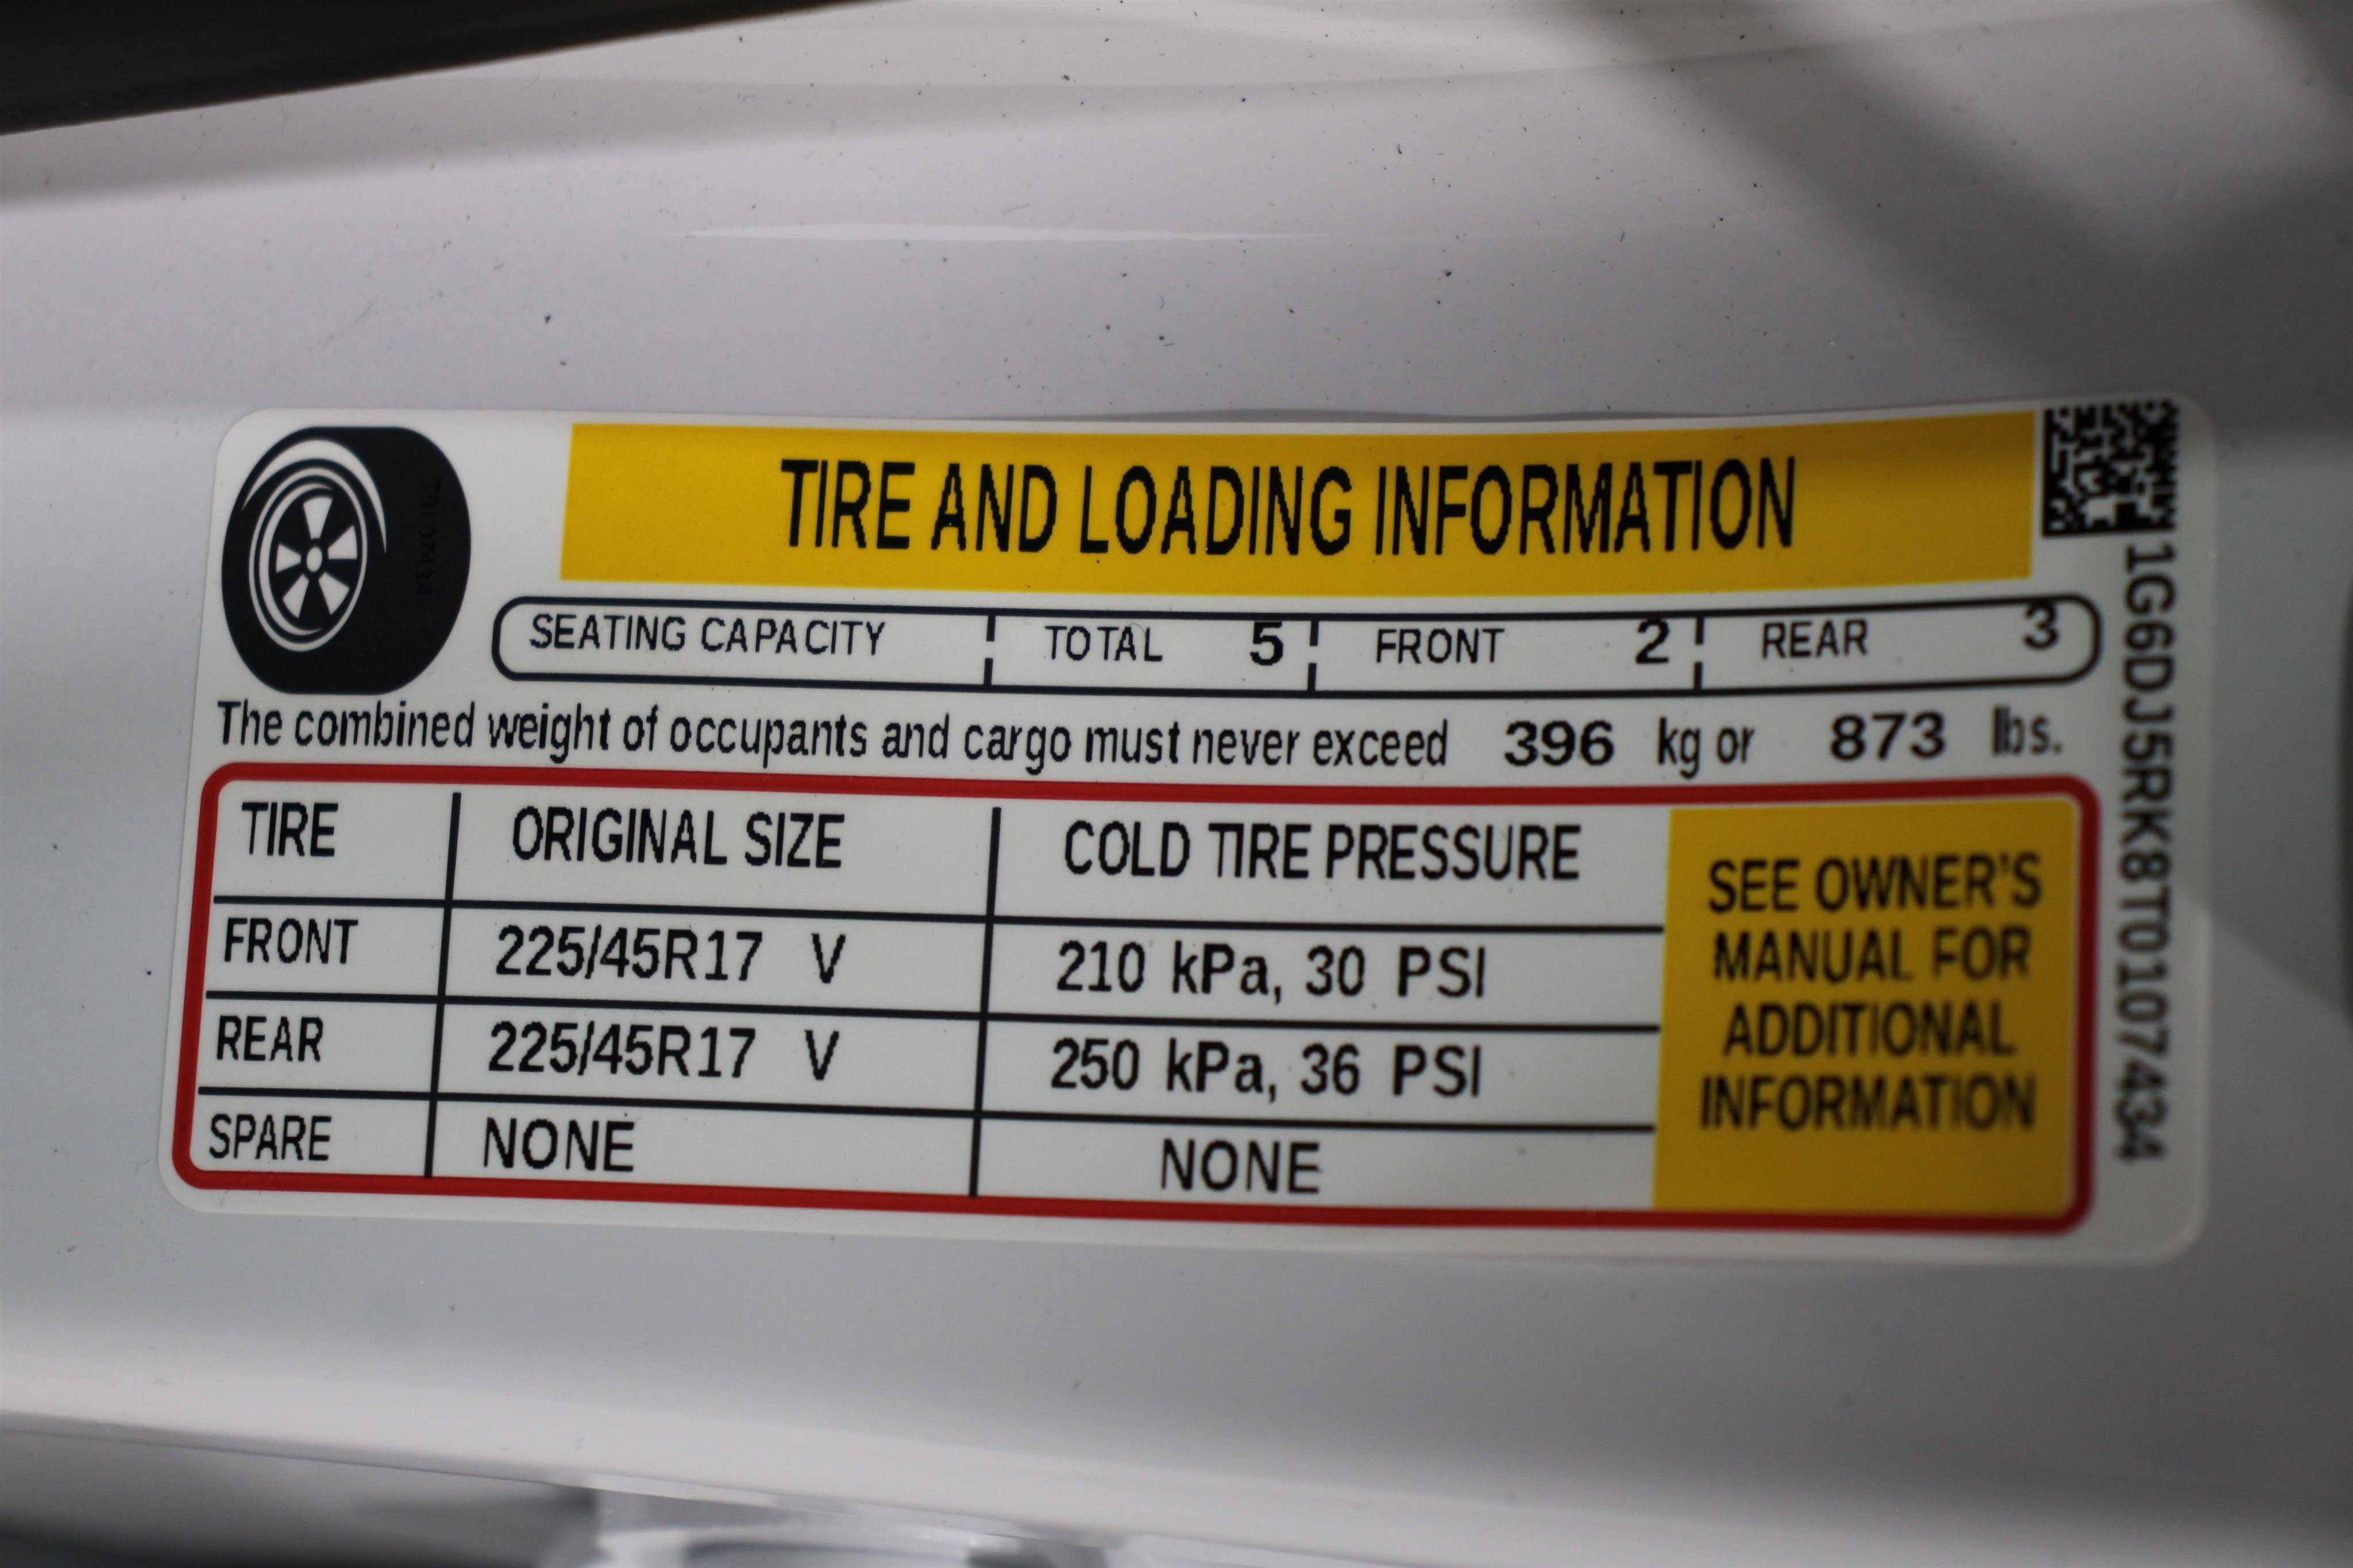 TIRE AND LOADING INFORMATION
SEATING CAPACITY TOTAL 5 FRONT 2 REAR 3
The combined weight of occupants and cargo must never exceed 396 kg or 873 lbs.
TIRE ORIGINAL SIZE COLD TIRE PRESSURE
FRONT 225/45R17 V 210 kPa, 30 PSI
REAR 225/45R17 V 250 kPa, 36 PSI
SPARE NONE NONE
SEE OWNER'S
MANUAL FOR
ADDITIONAL
INFORMATION
1G6DJ5RK8T0107434